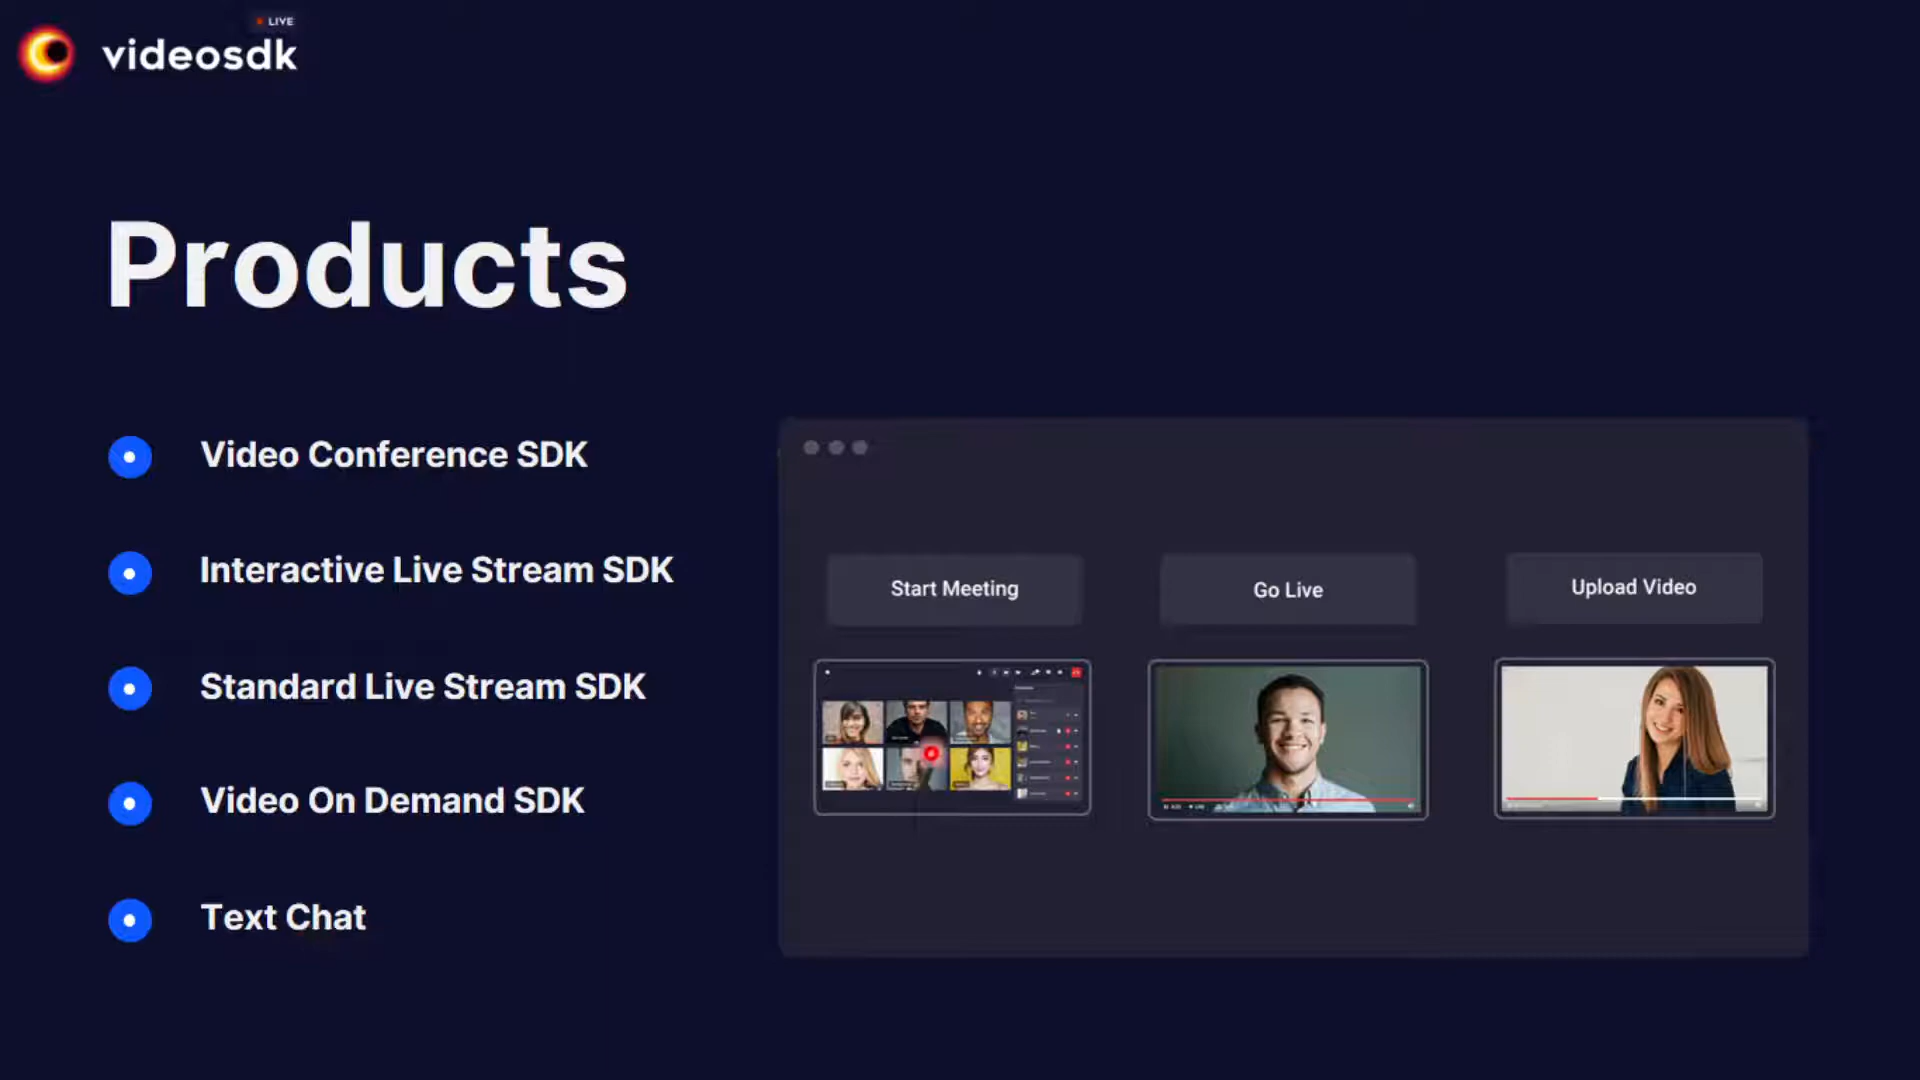 LIVE
videosdk
Products
Video Conference SDK
Interactive Live Stream SDK
Standard Live Stream SDK
Video On Demand SDK
Text Chat
Start Meeting
Go Live
Upload Video